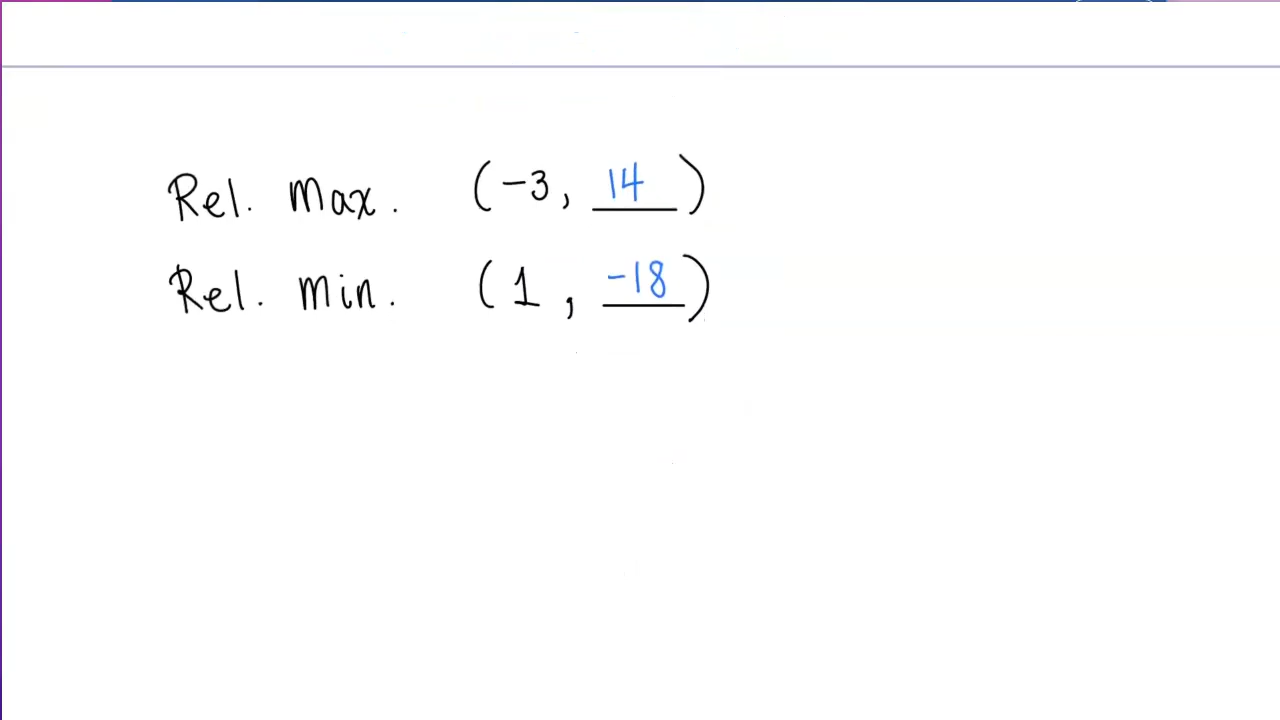 Rel. Max. (-3, 14)
Rel. Min. (1, -18)